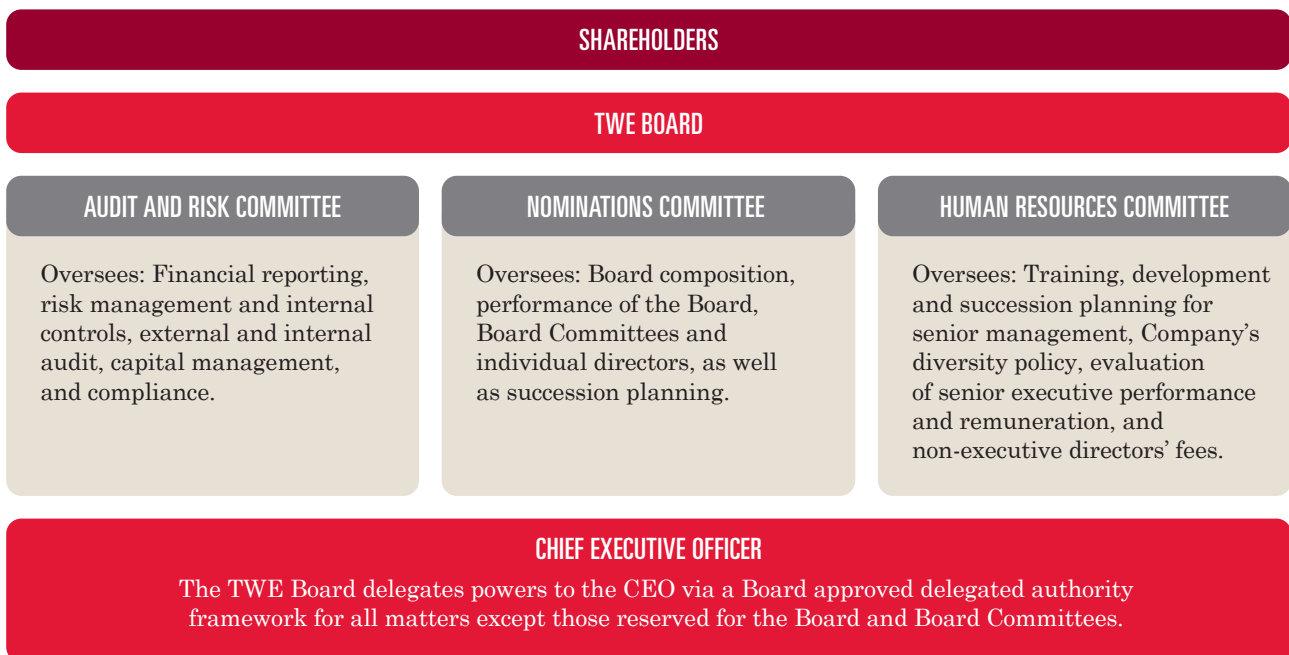 SHAREHOLDERS
TWE BOARD
AUDIT AND RISK COMMITTEE
Oversees: Financial reporting,
risk management and internal
controls, external and internal
audit, capital management,
and compliance.
NOMINATIONS COMMITTEE
Oversees: Board composition,
performance of the Board,
Board Committees and
individual directors, as well
as succession planning.
HUMAN RESOURCES COMMITTEE
Oversees: Training, development
and succession planning for
senior management, Company’s
diversity policy, evaluation
of senior executive performance
and remuneration, and
non-executive directors’ fees.
CHIEF EXECUTIVE OFFICER
The TWE Board delegates powers to the CEO via a Board approved delegated authority
framework for all matters except those reserved for the Board and Board Committees.